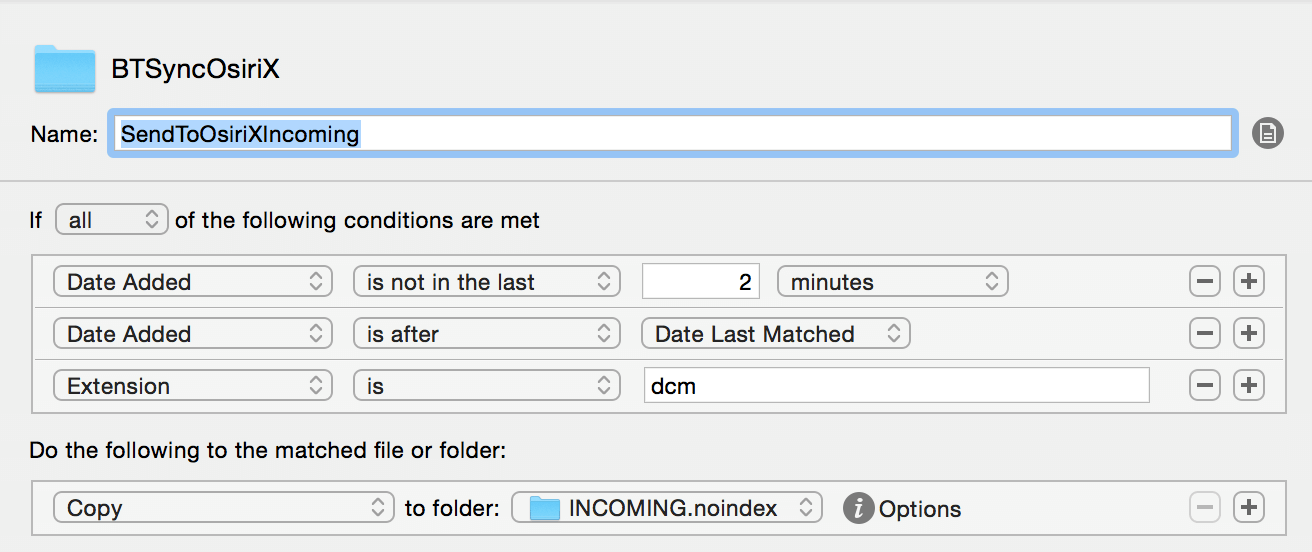 BTSyncOsiriX
Name: SendToOsiriXIncoming
If all of the following conditions are met
Date Added is not in the last 2 minutes
Date Added is after Date Last Matched
Extension is dcm
Do the following to the matched file or folder:
Copy to folder: INCOMING.noindex i Options